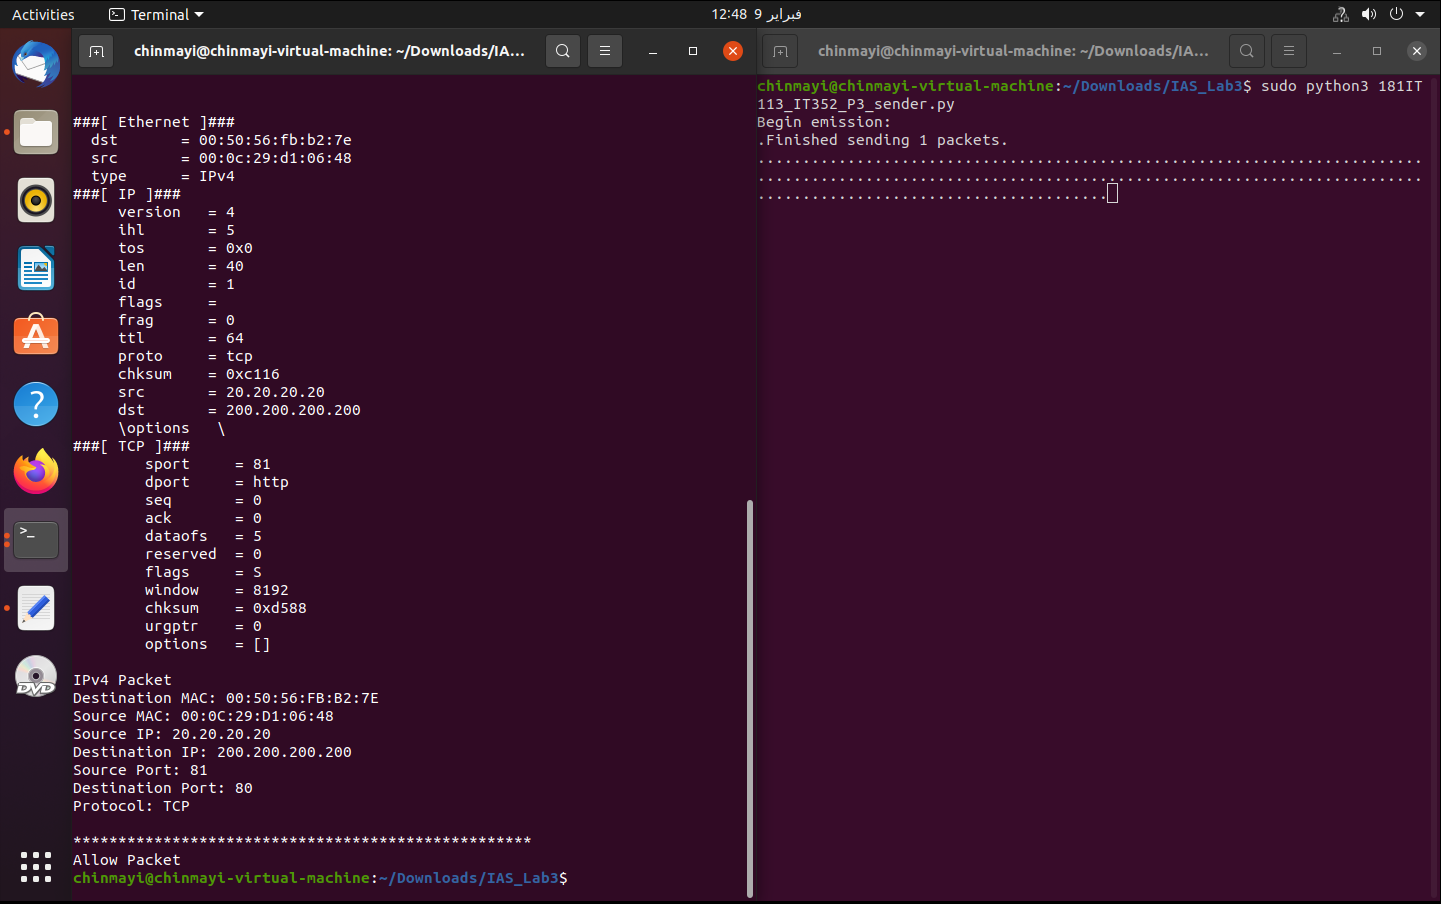 Activities
Terminal
12:48 9 فبراير
chinmayi@chinmayi-virtual-machine: ~/Downloads/IA...
###[ Ethernet ]###
  dst       = 00:50:56:fb:b2:7e
  src       = 00:0c:29:d1:06:48
  type      = IPv4
###[ IP ]###
     version   = 4
     ihl       = 5
     tos       = 0x0
     len       = 40
     id        = 1
     flags     =
     frag      = 0
     ttl       = 64
     proto     = tcp
     chksum    = 0xc116
     src       = 20.20.20.20
     dst       = 200.200.200.200
     \options   \
###[ TCP ]###
        sport     = 81
        dport     = http
        seq       = 0
        ack       = 0
        dataofs   = 5
        reserved  = 0
        flags     = S
        window    = 8192
        chksum    = 0xd588
        urgptr    = 0
        options   = []
IPv4 Packet
Destination MAC: 00:50:56:FB:B2:7E
Source MAC: 00:0C:29:D1:06:48
Source IP: 20.20.20.20
Destination IP: 200.200.200.200
Source Port: 81
Destination Port: 80
Protocol: TCP
***************************************************
Allow Packet
chinmayi@chinmayi-virtual-machine:~/Downloads/IAS_Lab3$
chinmayi@chinmayi-virtual-machine: ~/Downloads/IA...
chinmayi@chinmayi-virtual-machine:~/Downloads/IAS_Lab3$ sudo python3 181IT
113_IT352_P3_sender.py
Begin emission:
.Finished sending 1 packets.
..........................................................................
..........................................................................
.......................................
>_
?
DVD